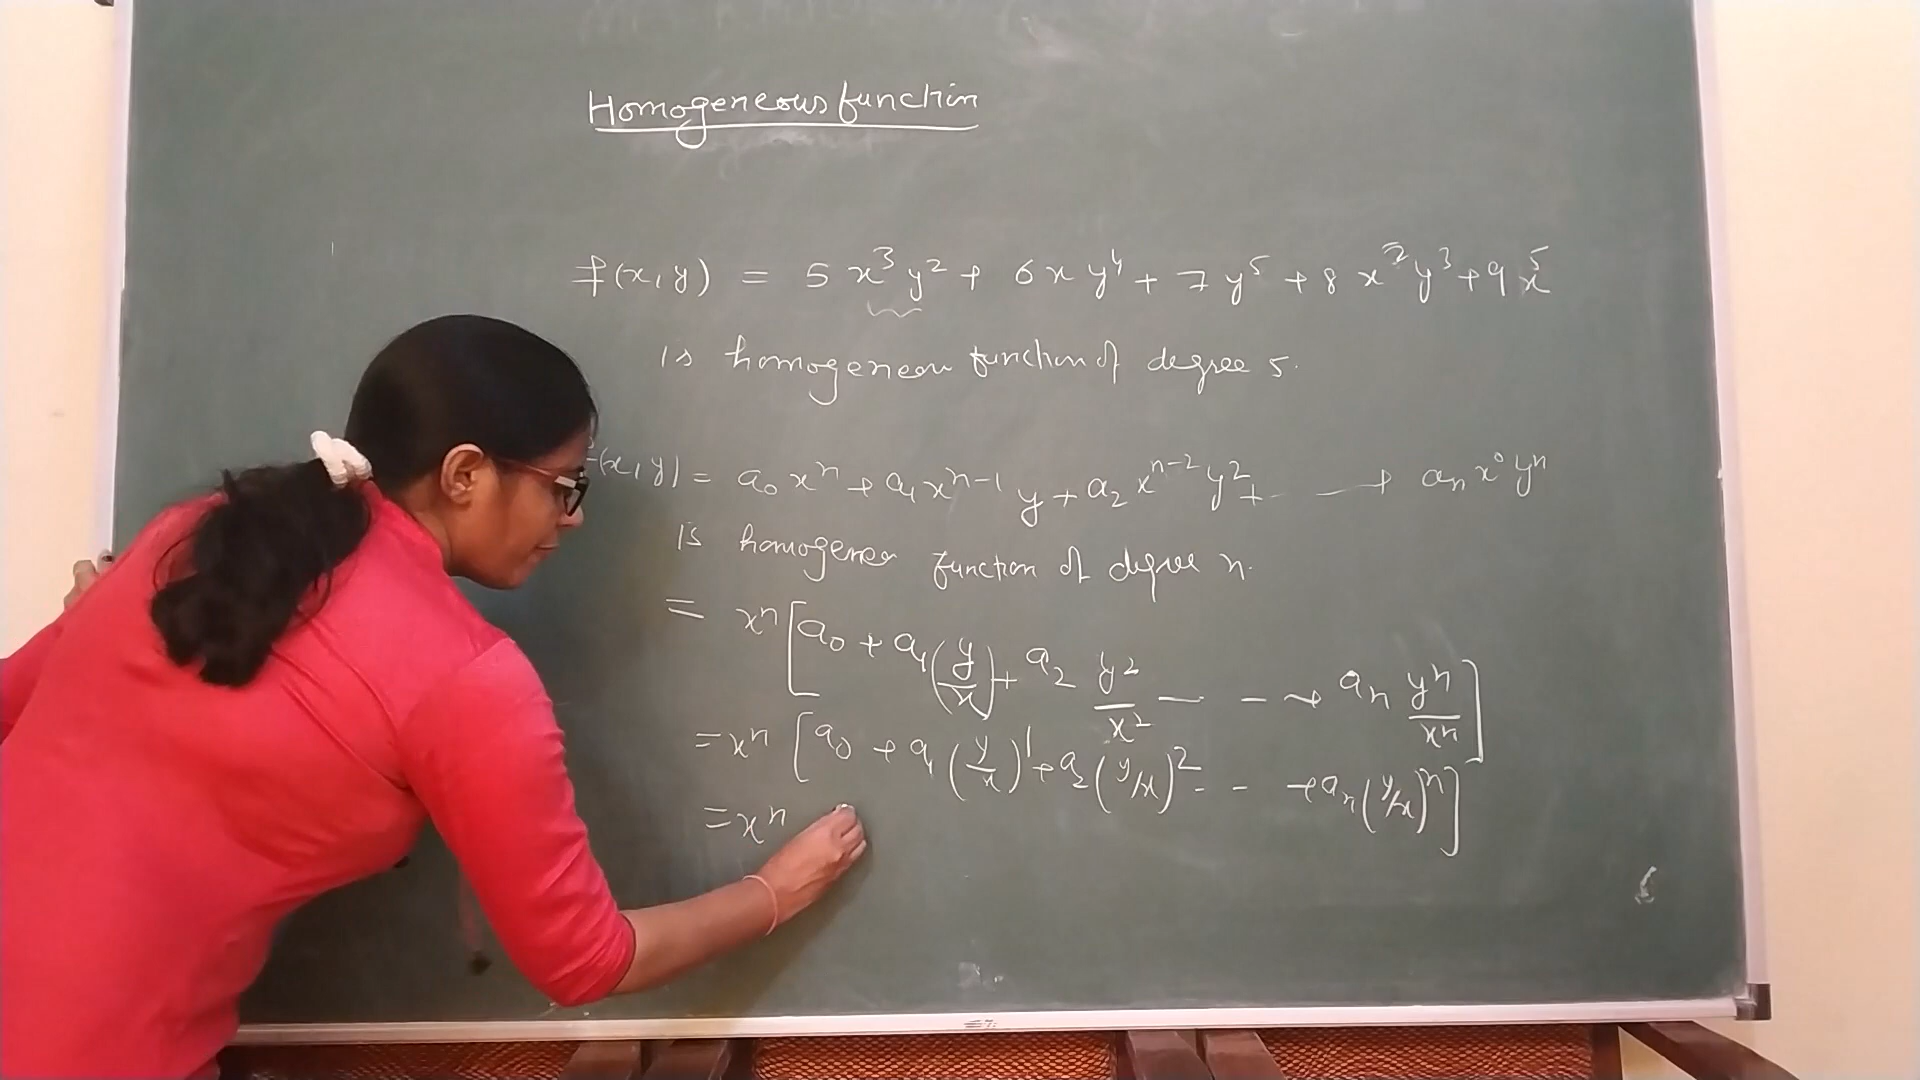 Homogeneous function
f(x,y) = 5x³y² + 6xy⁴ + 7y⁵ + 8x²y³ + 9x⁵
is homogeneous function of degree 5.
f(x,y) = a₀xⁿ + a₁xⁿ⁻¹y + a₂xⁿ⁻²y² + - — + aₙx⁰yⁿ
is homogeneous function of degree n.
= xⁿ[a₀ + a₁(y/x) + a₂ y²/x² — - → aₙ yⁿ/xⁿ]
= xⁿ[a₀ + a₁(y/x)¹ + a₂(y/x)² - - + aₙ(y/x)ⁿ]
= xⁿ